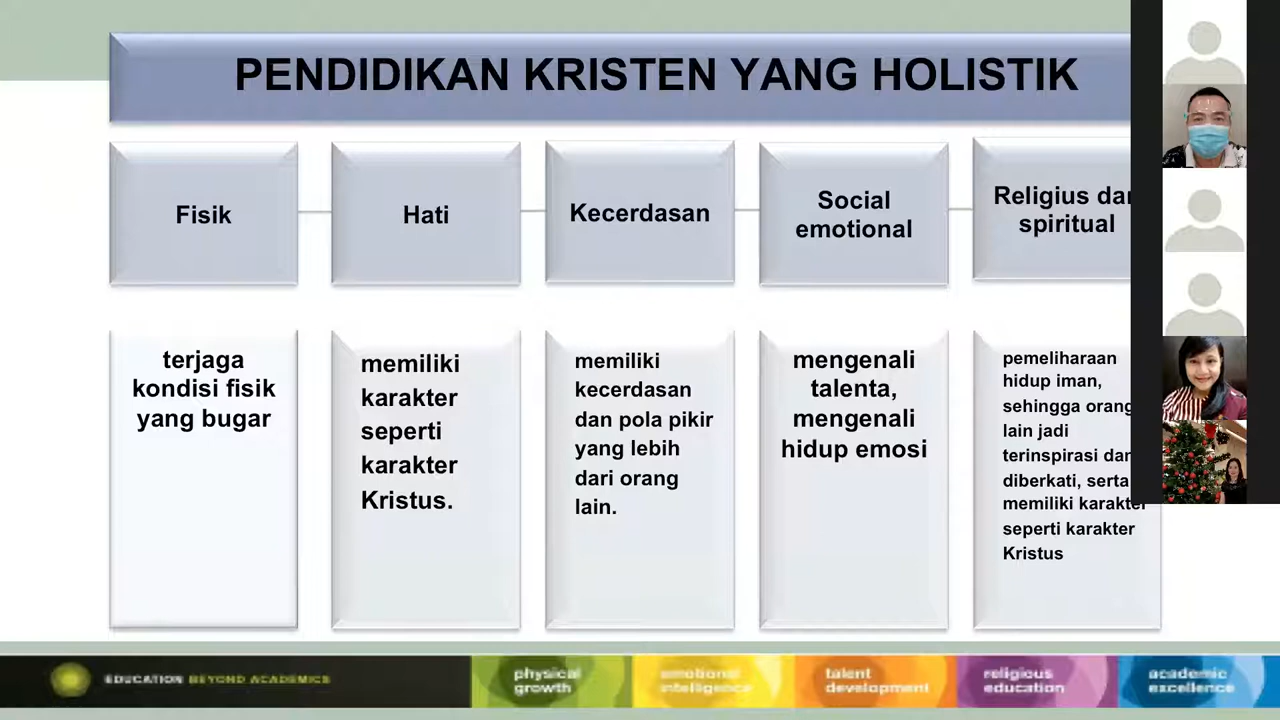 PENDIDIKAN KRISTEN YANG HOLISTIK
Fisik
Hati
Kecerdasan
Social
emotional
Religius dan
spiritual
terjaga
kondisi fisik
yang bugar
memiliki
karakter
seperti
karakter
Kristus.
memiliki
kecerdasan
dan pola pikir
yang lebih
dari orang
lain.
mengenali
talenta,
mengenali
hidup emosi
pemeliharaan
hidup iman,
sehingga orang
lain jadi
terinspirasi dan
diberkati, serta
memiliki karakter
seperti karakter
Kristus
EDUCATION BEYOND ACADEMICS
physical
growth
emotional
intelligence
talent
development
religious
education
academic
excellence